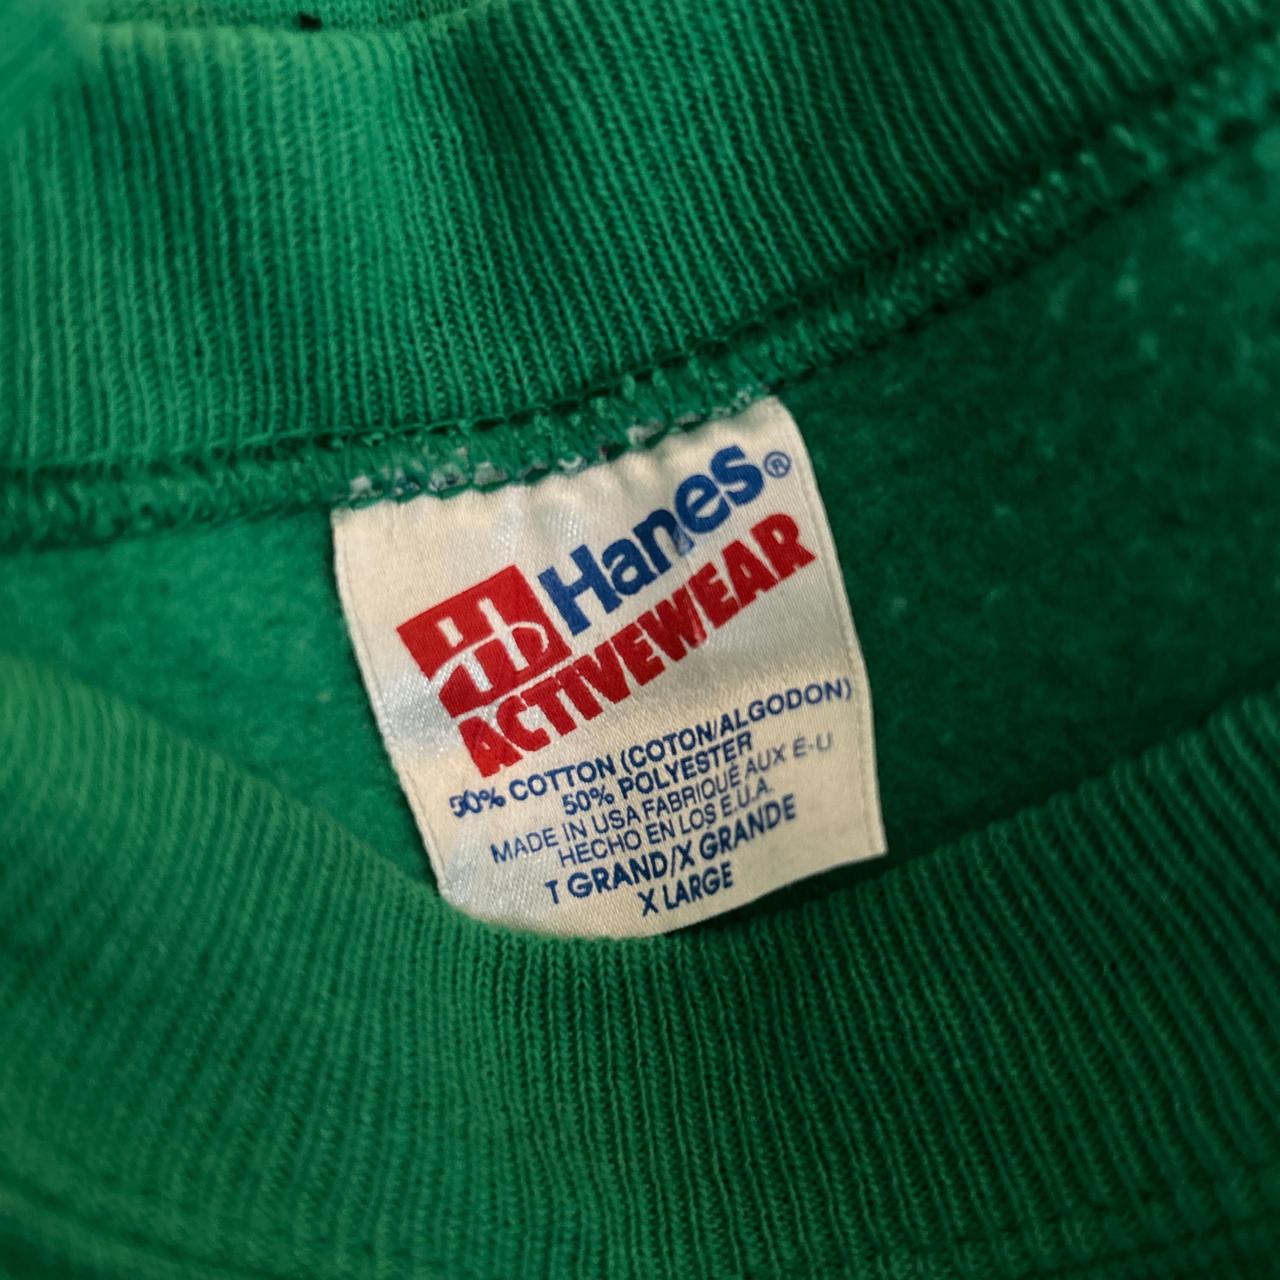 Hanes®
ACTIVEWEAR
50% COTTON (COTON/ALGODON)
50% POLYESTER
MADE IN USA FABRIQUÉ AUX É-U
HECHO EN LOS E.U.A.
T GRAND/X GRANDE
X LARGE